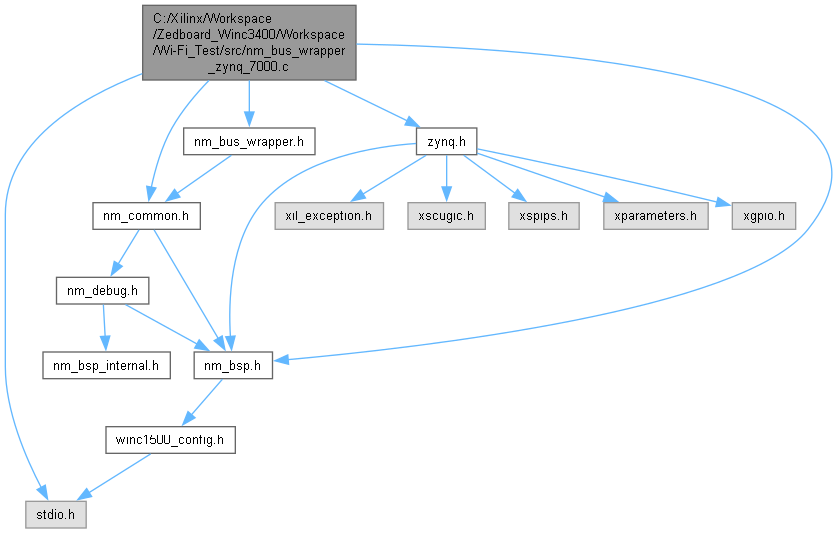 C:/Xilinx/Workspace
/Zedboard_Winc3400/Workspace
/Wi-Fi_Test/src/nm_bus_wrapper
_zynq_7000.c
nm_bus_wrapper.h
zynq.h
nm_common.h
xil_exception.h
xscugic.h
xspips.h
xparameters.h
xgpio.h
nm_debug.h
nm_bsp_internal.h
nm_bsp.h
winc1500_config.h
stdio.h